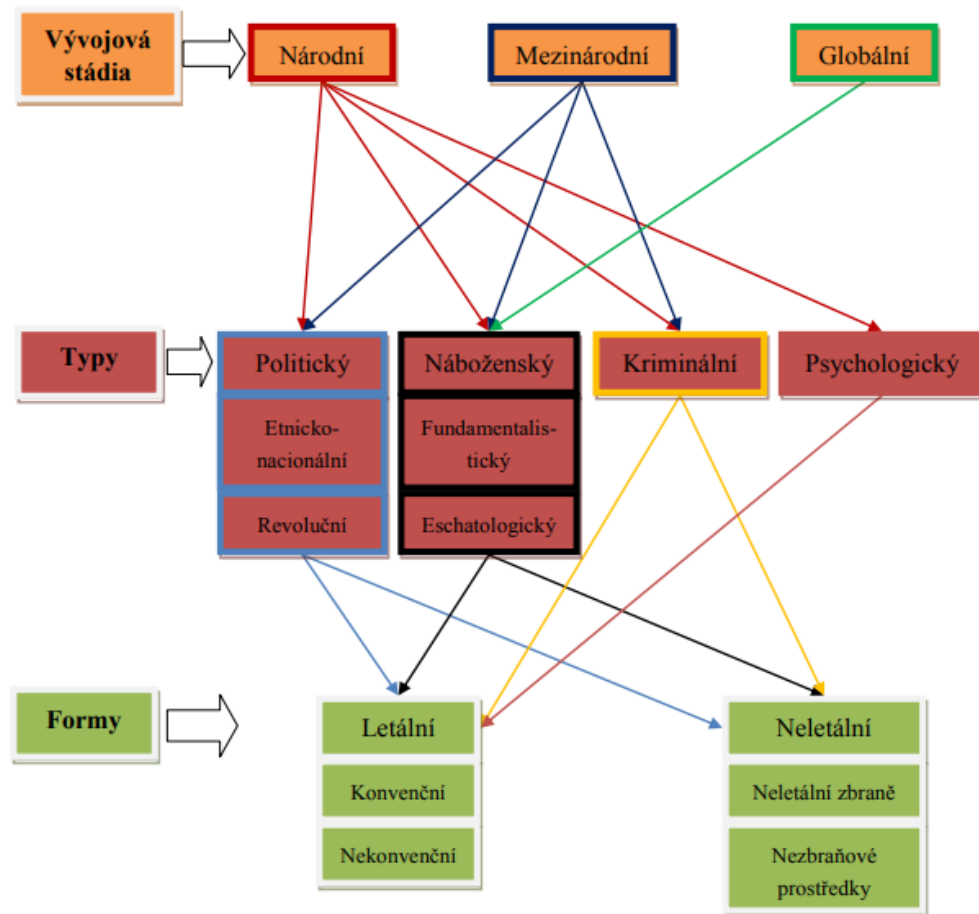 Vývojová
stádia
Národní
Mezinárodní
Globální
Typy
Politický
Náboženský
Kriminální
Psychologický
Etnicko-
nacionální
Fundamentalis-
tický
Revoluční
Eschatologický
Formy
Letální
Neletální
Konvenční
Neletální zbraně
Nekonvenční
Nezbraňové
prostředky